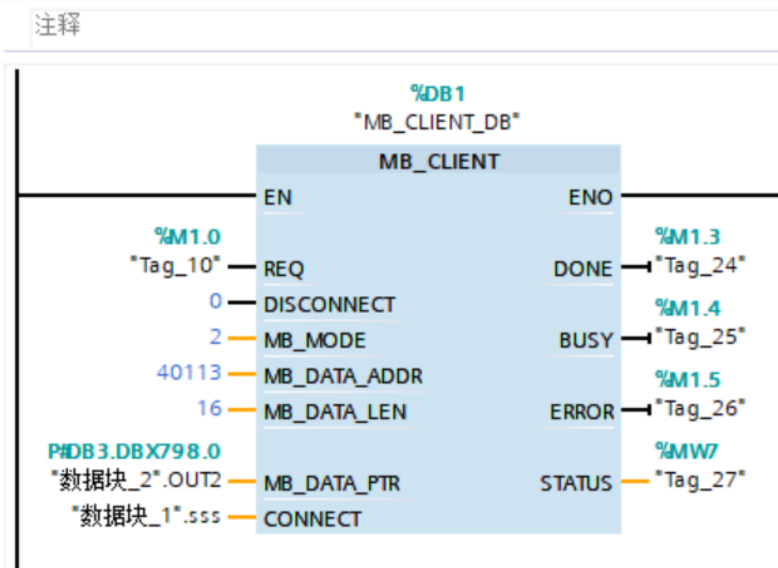 注释
%DB1
"MB_CLIENT_DB"
MB_CLIENT
EN
ENO
%M1.0
"Tag_10"
REQ
DONE
%M1.3
"Tag_24"
0
DISCONNECT
2
MB_MODE
BUSY
%M1.4
"Tag_25"
40113
MB_DATA_ADDR
16
MB_DATA_LEN
ERROR
%M1.5
"Tag_26"
P#DB3.DBX798.0
"数据块_2".OUT2
MB_DATA_PTR
STATUS
%MW7
"Tag_27"
"数据块_1".sss
CONNECT